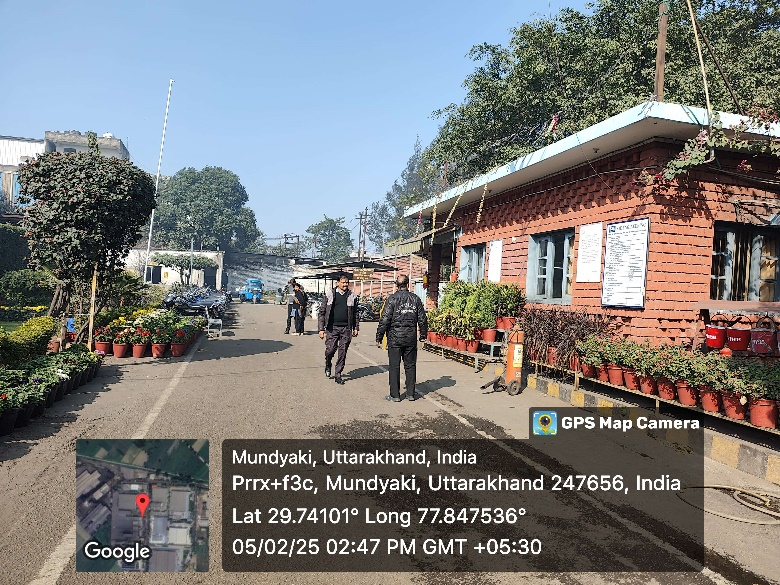 GPS Map Camera
Mundyaki, Uttarakhand, India
Prrx+f3c, Mundyaki, Uttarakhand 247656, India
Lat 29.74101° Long 77.847536°
05/02/25 02:47 PM GMT +05:30
Google